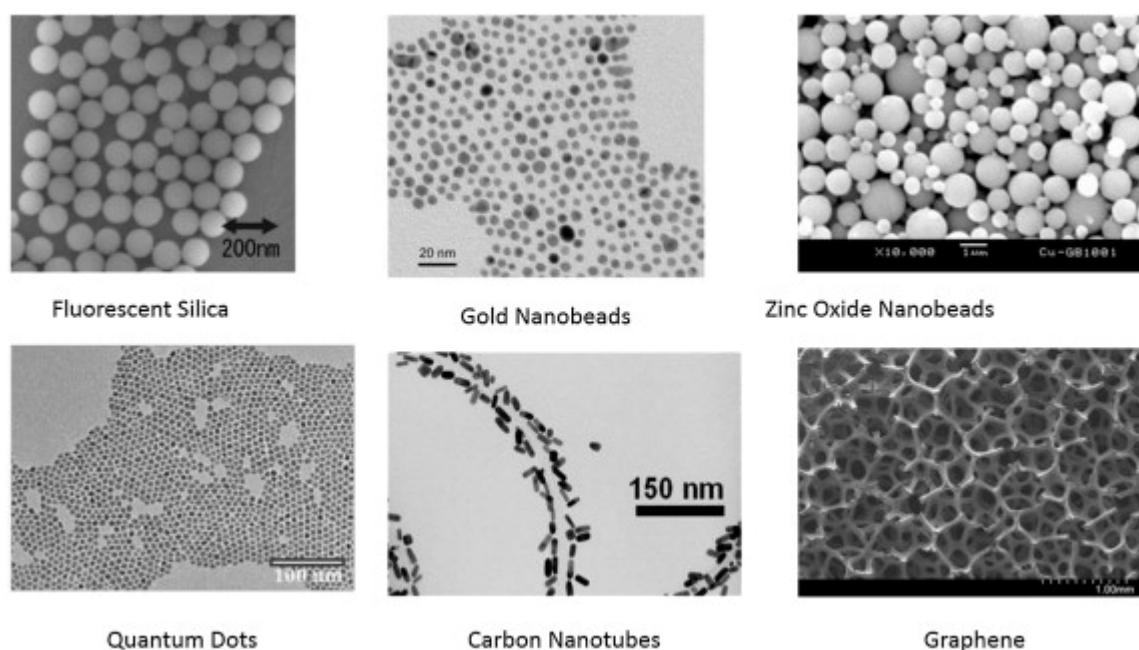 200nm
20 nm
X10.000 1μm Cu-GB1001
Fluorescent Silica
Gold Nanobeads
Zinc Oxide Nanobeads
100 nm
150 nm
1.00mm
Quantum Dots
Carbon Nanotubes
Graphene